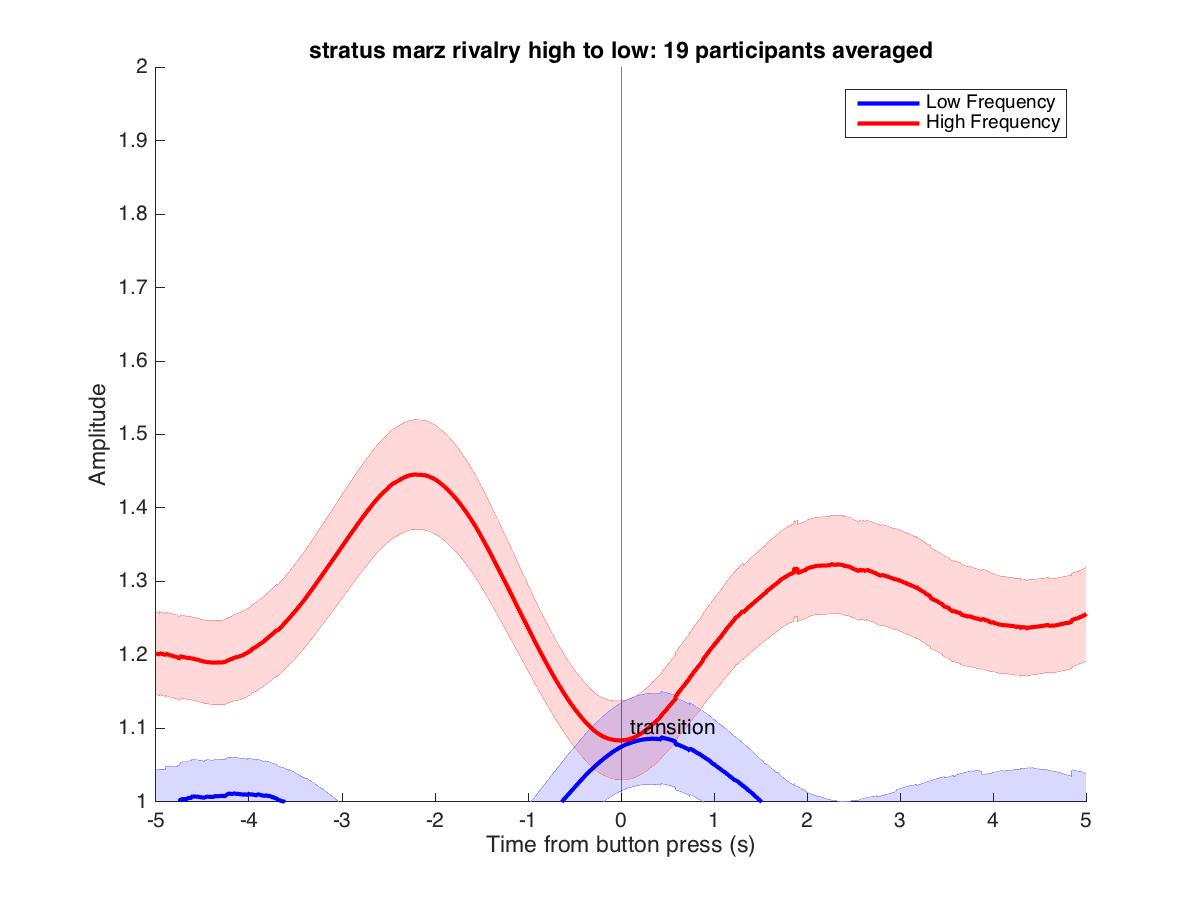 stratus marz rivalry high to low: 19 participants averaged
2
1.9
1.8
1.7
1.6
1.5
1.4
1.3
1.2
1.1
1
Amplitude
Low Frequency
High Frequency
transition
-5 -4 -3 -2 -1 0 1 2 3 4 5
Time from button press (s)